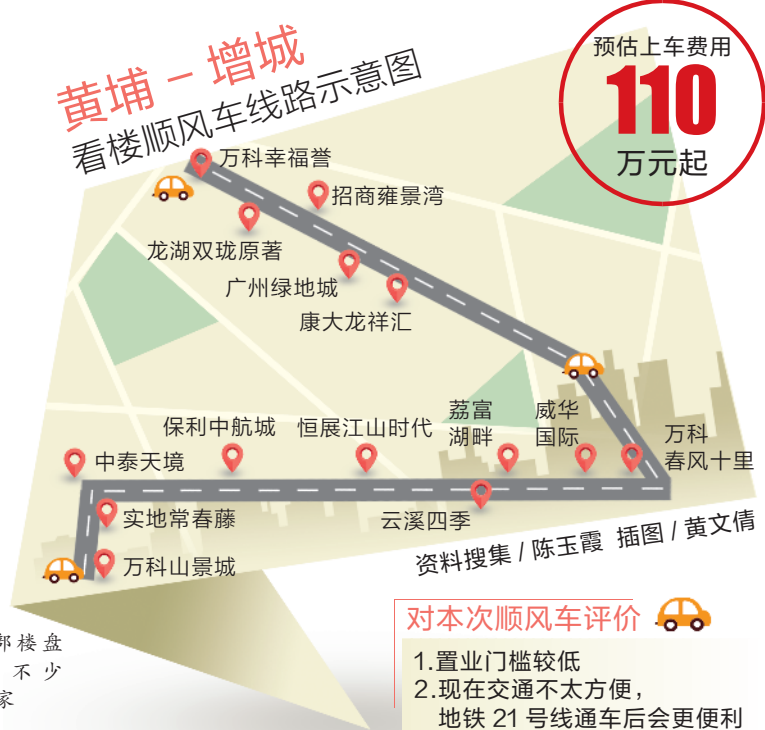 黄埔－增城
看楼顺风车线路示意图
预估上车费用
110
万元起
万科幸福誉
招商雍景湾
龙湖双珑原著
广州绿地城
康大龙祥汇
荔富
湖畔
威华
国际
万科
春风十里
保利中航城
恒展江山时代
中泰天境
实地常春藤
云溪四季
万科山景城
资料搜集 / 陈玉霞 插图 / 黄文倩
对本次顺风车评价
1.置业门槛较低
2.现在交通不太方便，
地铁 21 号线通车后会更便利
楼盘
不少
家